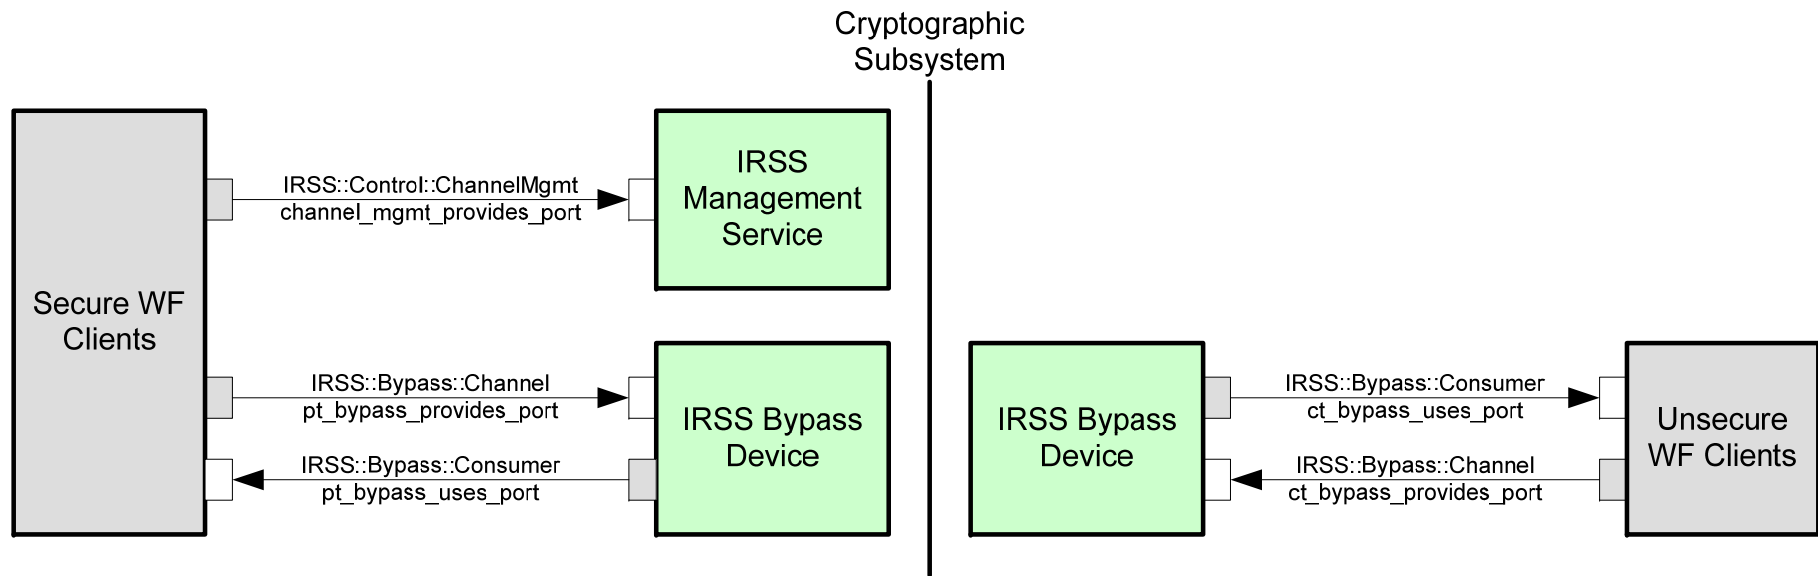 Cryptographic
Subsystem
IRSS::Control::ChannelMgmt
channel_mgmt_provides_port
IRSS
Management
Service
Secure WF
Clients
IRSS::Bypass::Channel
pt_bypass_provides_port
IRSS::Bypass::Consumer
pt_bypass_uses_port
IRSS Bypass
Device
IRSS Bypass
Device
IRSS::Bypass::Consumer
ct_bypass_uses_port
IRSS::Bypass::Channel
ct_bypass_provides_port
Unsecure
WF Clients